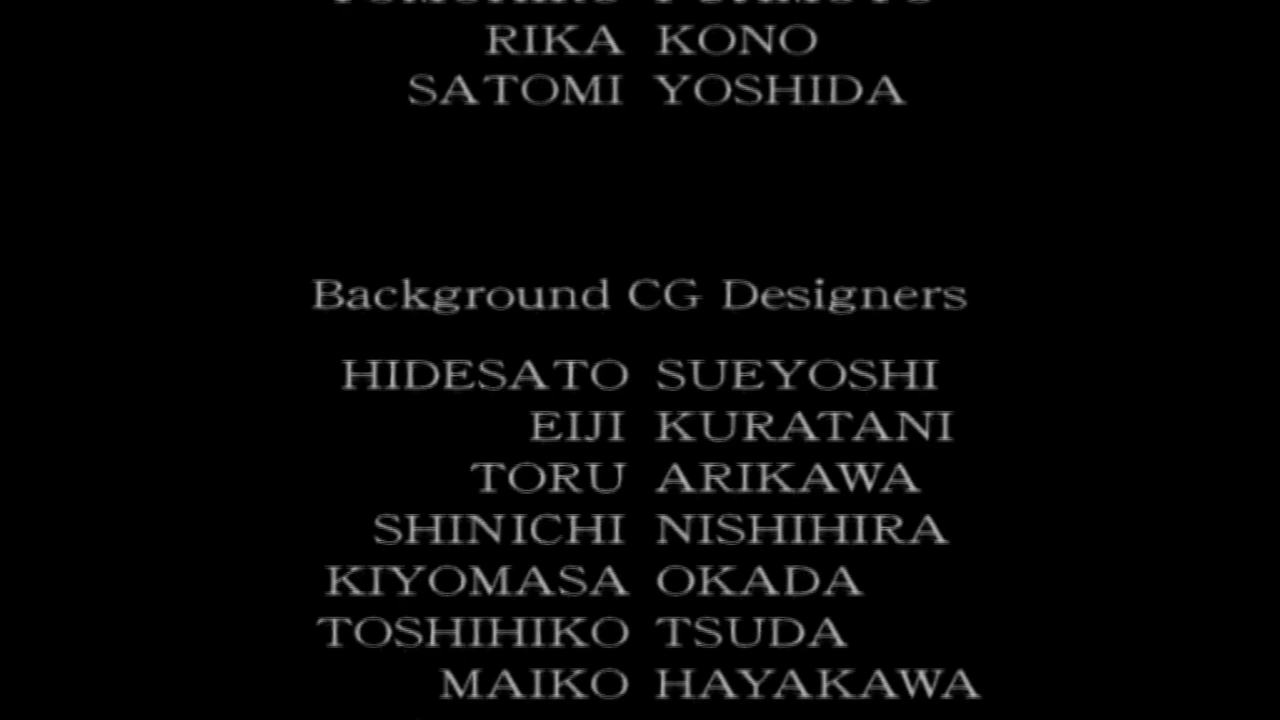 RIKA KONO
SATOMI YOSHIDA
Background CG Designers
HIDESATO SUEYOSHI
EIJI KURATANI
TORU ARIKAWA
SHINICHI NISHIHIRA
KIYOMASA OKADA
TOSHIHIKO TSUDA
MAIKO HAYAKAWA